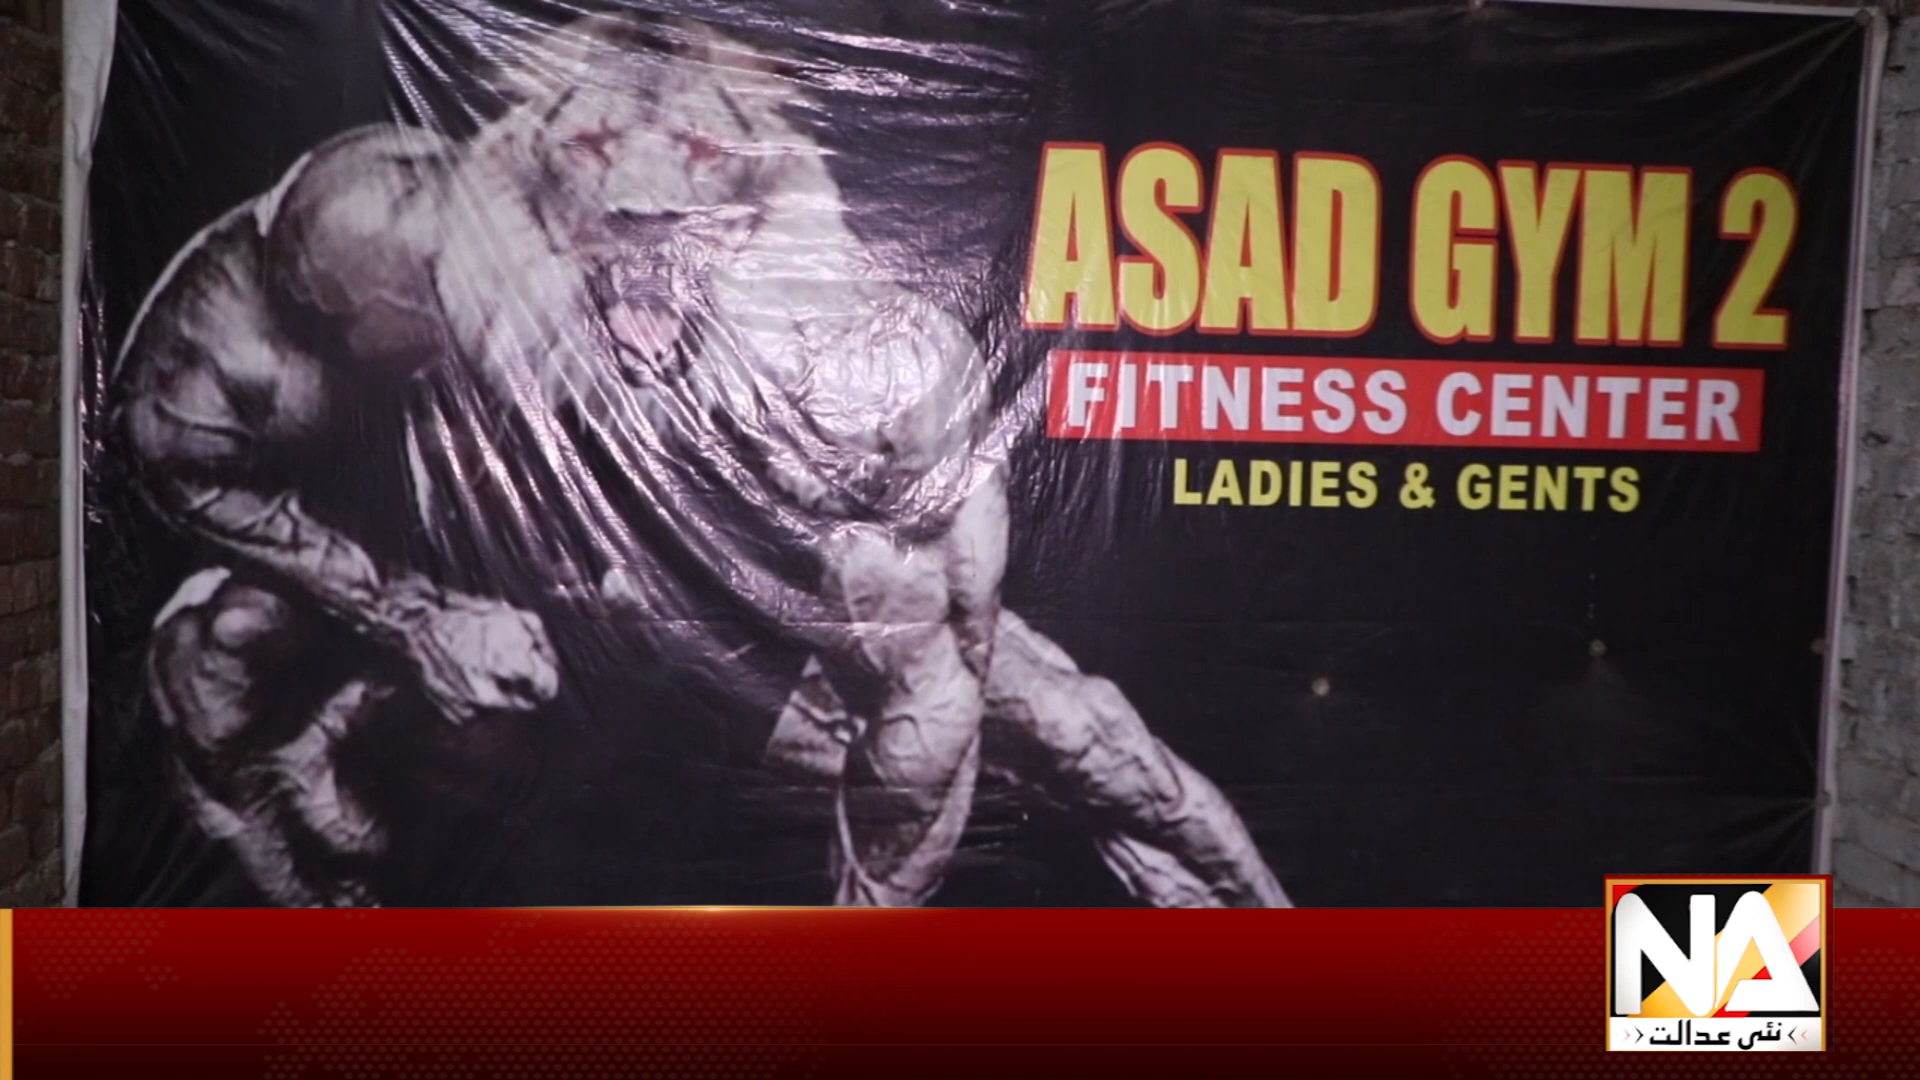 ASAD GYM 2
FITNESS CENTER
LADIES & GENTS
NA
نئی عدالت